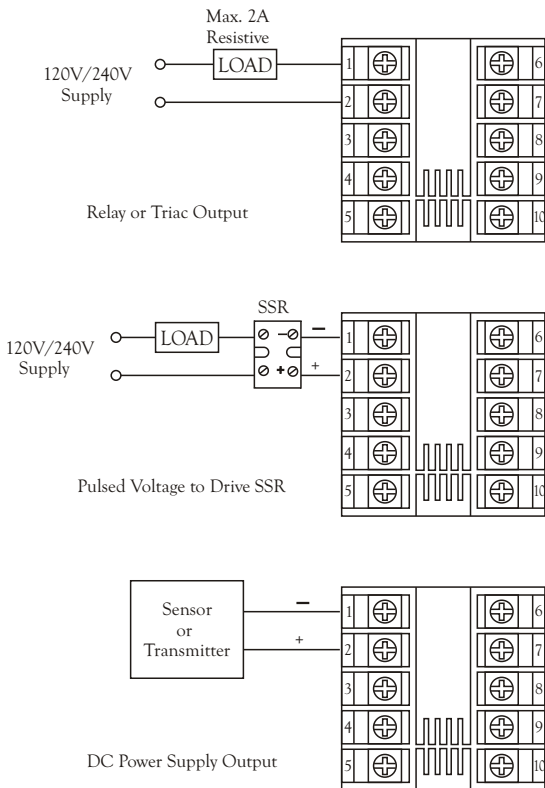 Max. 2A
Resistive
LOAD
120V/240V
Supply
1
2
3
4
5
6
7
8
9
10
Relay or Triac Output
SSR
LOAD
120V/240V
Supply
−
+
−
+
1
2
3
4
5
6
7
8
9
10
Pulsed Voltage to Drive SSR
Sensor
or
Transmitter
−
+
1
2
3
4
5
6
7
8
9
10
DC Power Supply Output